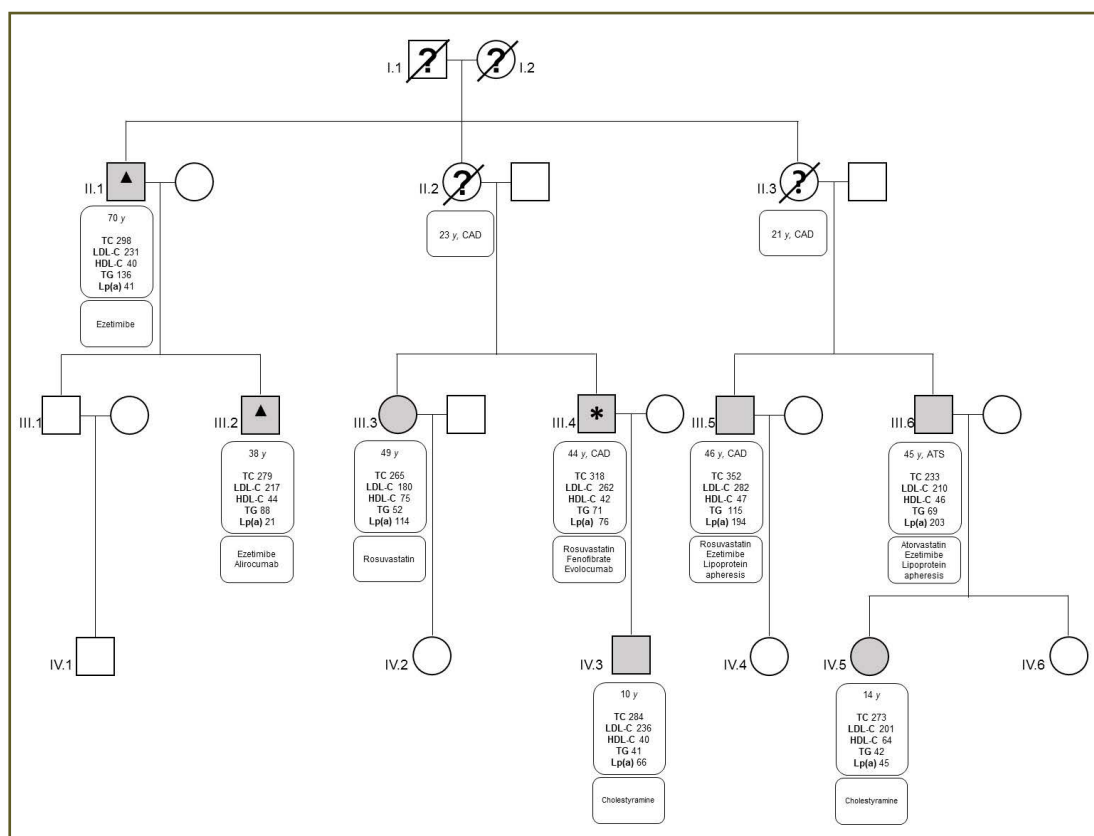 ?
?
I.1
I.2
▲
?
?
II.1
II.2
II.3
70 y
TC 298
LDL-C 231
HDL-C 40
TG 136
Lp(a) 41
Ezetimibe
23 y, CAD
21 y, CAD
III.1
▲
III.2
III.3
*
III.4
III.5
III.6
38 y
TC 279
LDL-C 217
HDL-C 44
TG 88
Lp(a) 21
Ezetimibe
Alirocumab
49 y
TC 265
LDL-C 180
HDL-C 75
TG 52
Lp(a) 114
Rosuvastatin
44 y, CAD
TC 318
LDL-C 262
HDL-C 42
TG 71
Lp(a) 76
Rosuvastatin
Fenofibrate
Evolocumab
46 y, CAD
TC 352
LDL-C 282
HDL-C 47
TG 115
Lp(a) 194
Rosuvastatin
Ezetimibe
Lipoprotein
apheresis
45 y, ATS
TC 233
LDL-C 210
HDL-C 46
TG 69
Lp(a) 203
Atorvastatin
Ezetimibe
Lipoprotein
apheresis
IV.1
IV.2
IV.3
IV.4
IV.5
IV.6
10 y
TC 284
LDL-C 236
HDL-C 40
TG 41
Lp(a) 66
Cholestyramine
14 y
TC 273
LDL-C 201
HDL-C 64
TG 42
Lp(a) 45
Cholestyramine